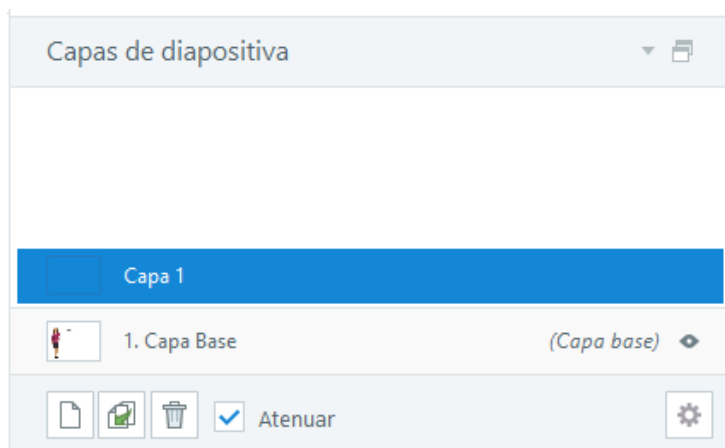 Capas de diapositiva
Capa 1
1. Capa Base (Capa base)
Atenuar